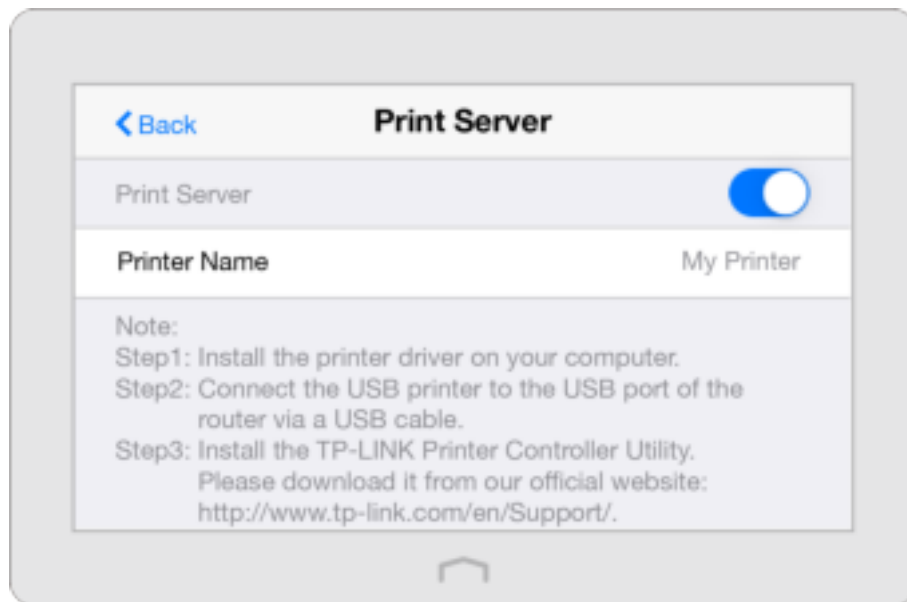 Back
Print Server
Print Server
Printer Name
My Printer
Note:
Step1: Install the printer driver on your computer.
Step2: Connect the USB printer to the USB port of the
router via a USB cable.
Step3: Install the TP-LINK Printer Controller Utility.
Please download it from our official website:
http://www.tp-link.com/en/Support/.